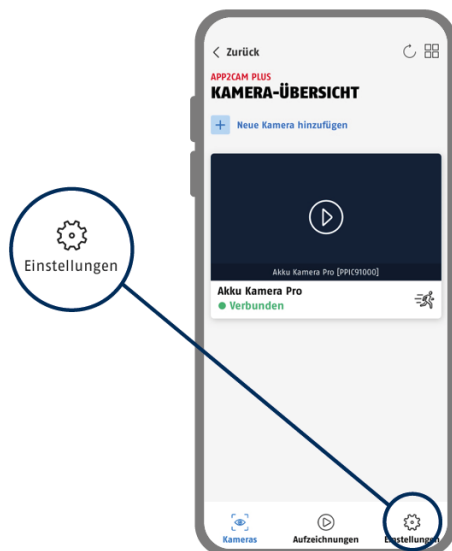 Zurück
APP2CAM PLUS
KAMERA-ÜBERSICHT
Neue Kamera hinzufügen
Akku Kamera Pro [PPIC91000]
Akku Kamera Pro
Verbunden
Einstellungen
Kameras
Aufzeichnungen
Einstellungen